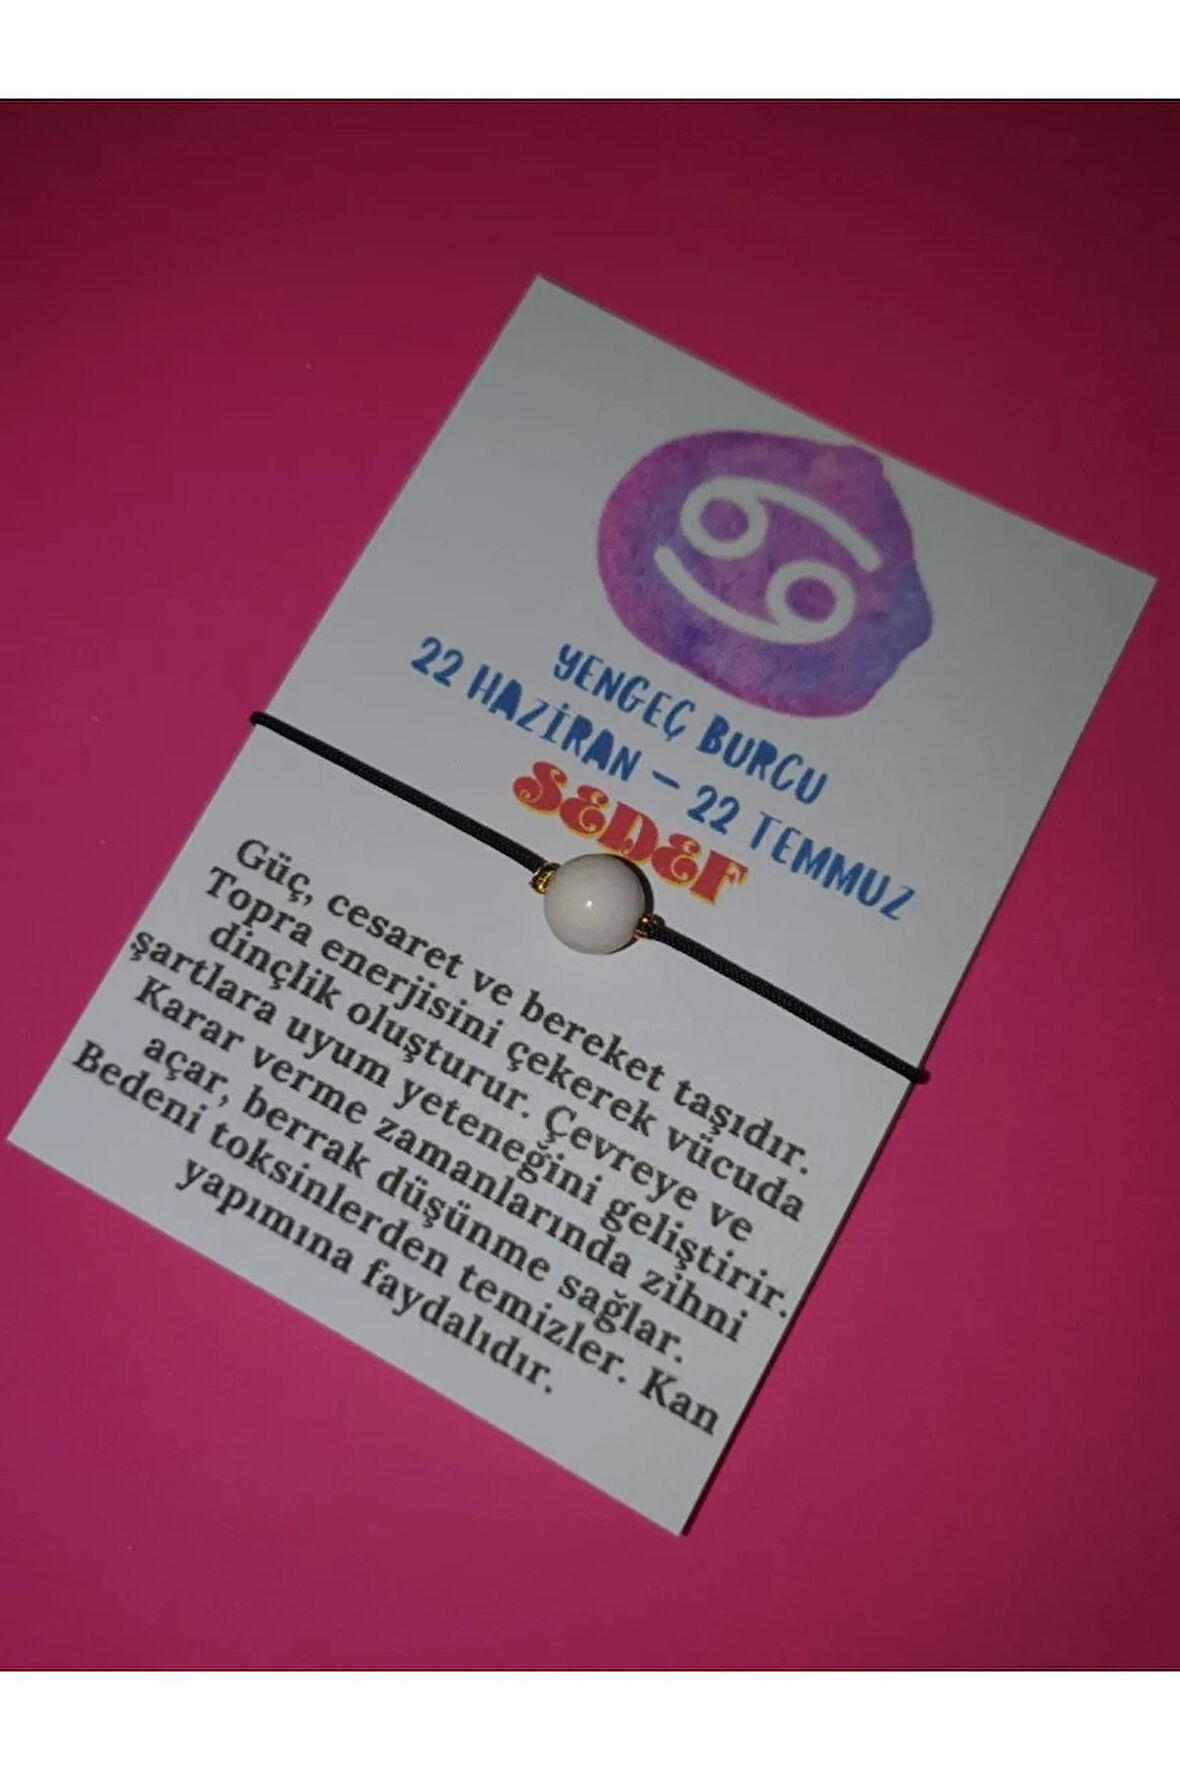 YENGEÇ BURCU
22 HAZİRAN - 22 TEMMUZ
SEDEF
Güç, cesaret ve bereket taşıdır.
Topra enerjisini çekerek vücuda
dinçlik oluşturur. Çevreye ve
şartlara uyum yeteneğini geliştirir.
Karar verme zamanlarında zihni
açar, berrak düşünme sağlar.
Bedeni toksinlerden temizler. Kan
yapımına faydalıdır.